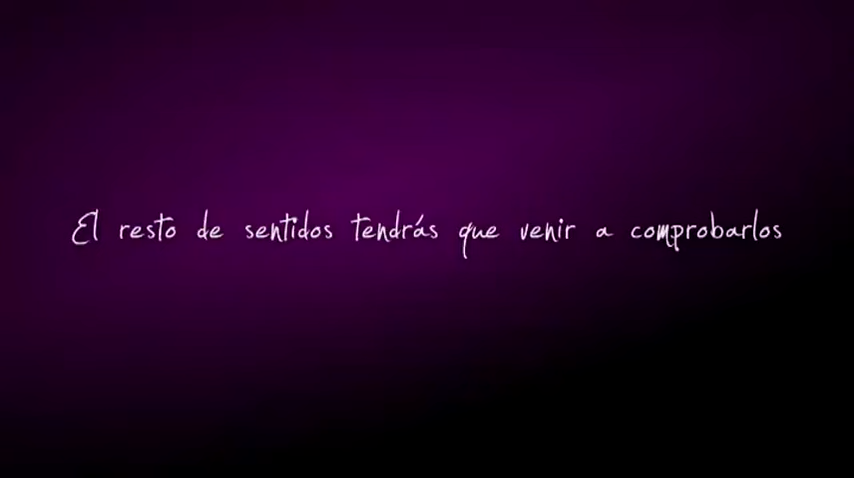 El resto de sentidos tendrás que venir a comprobarlos